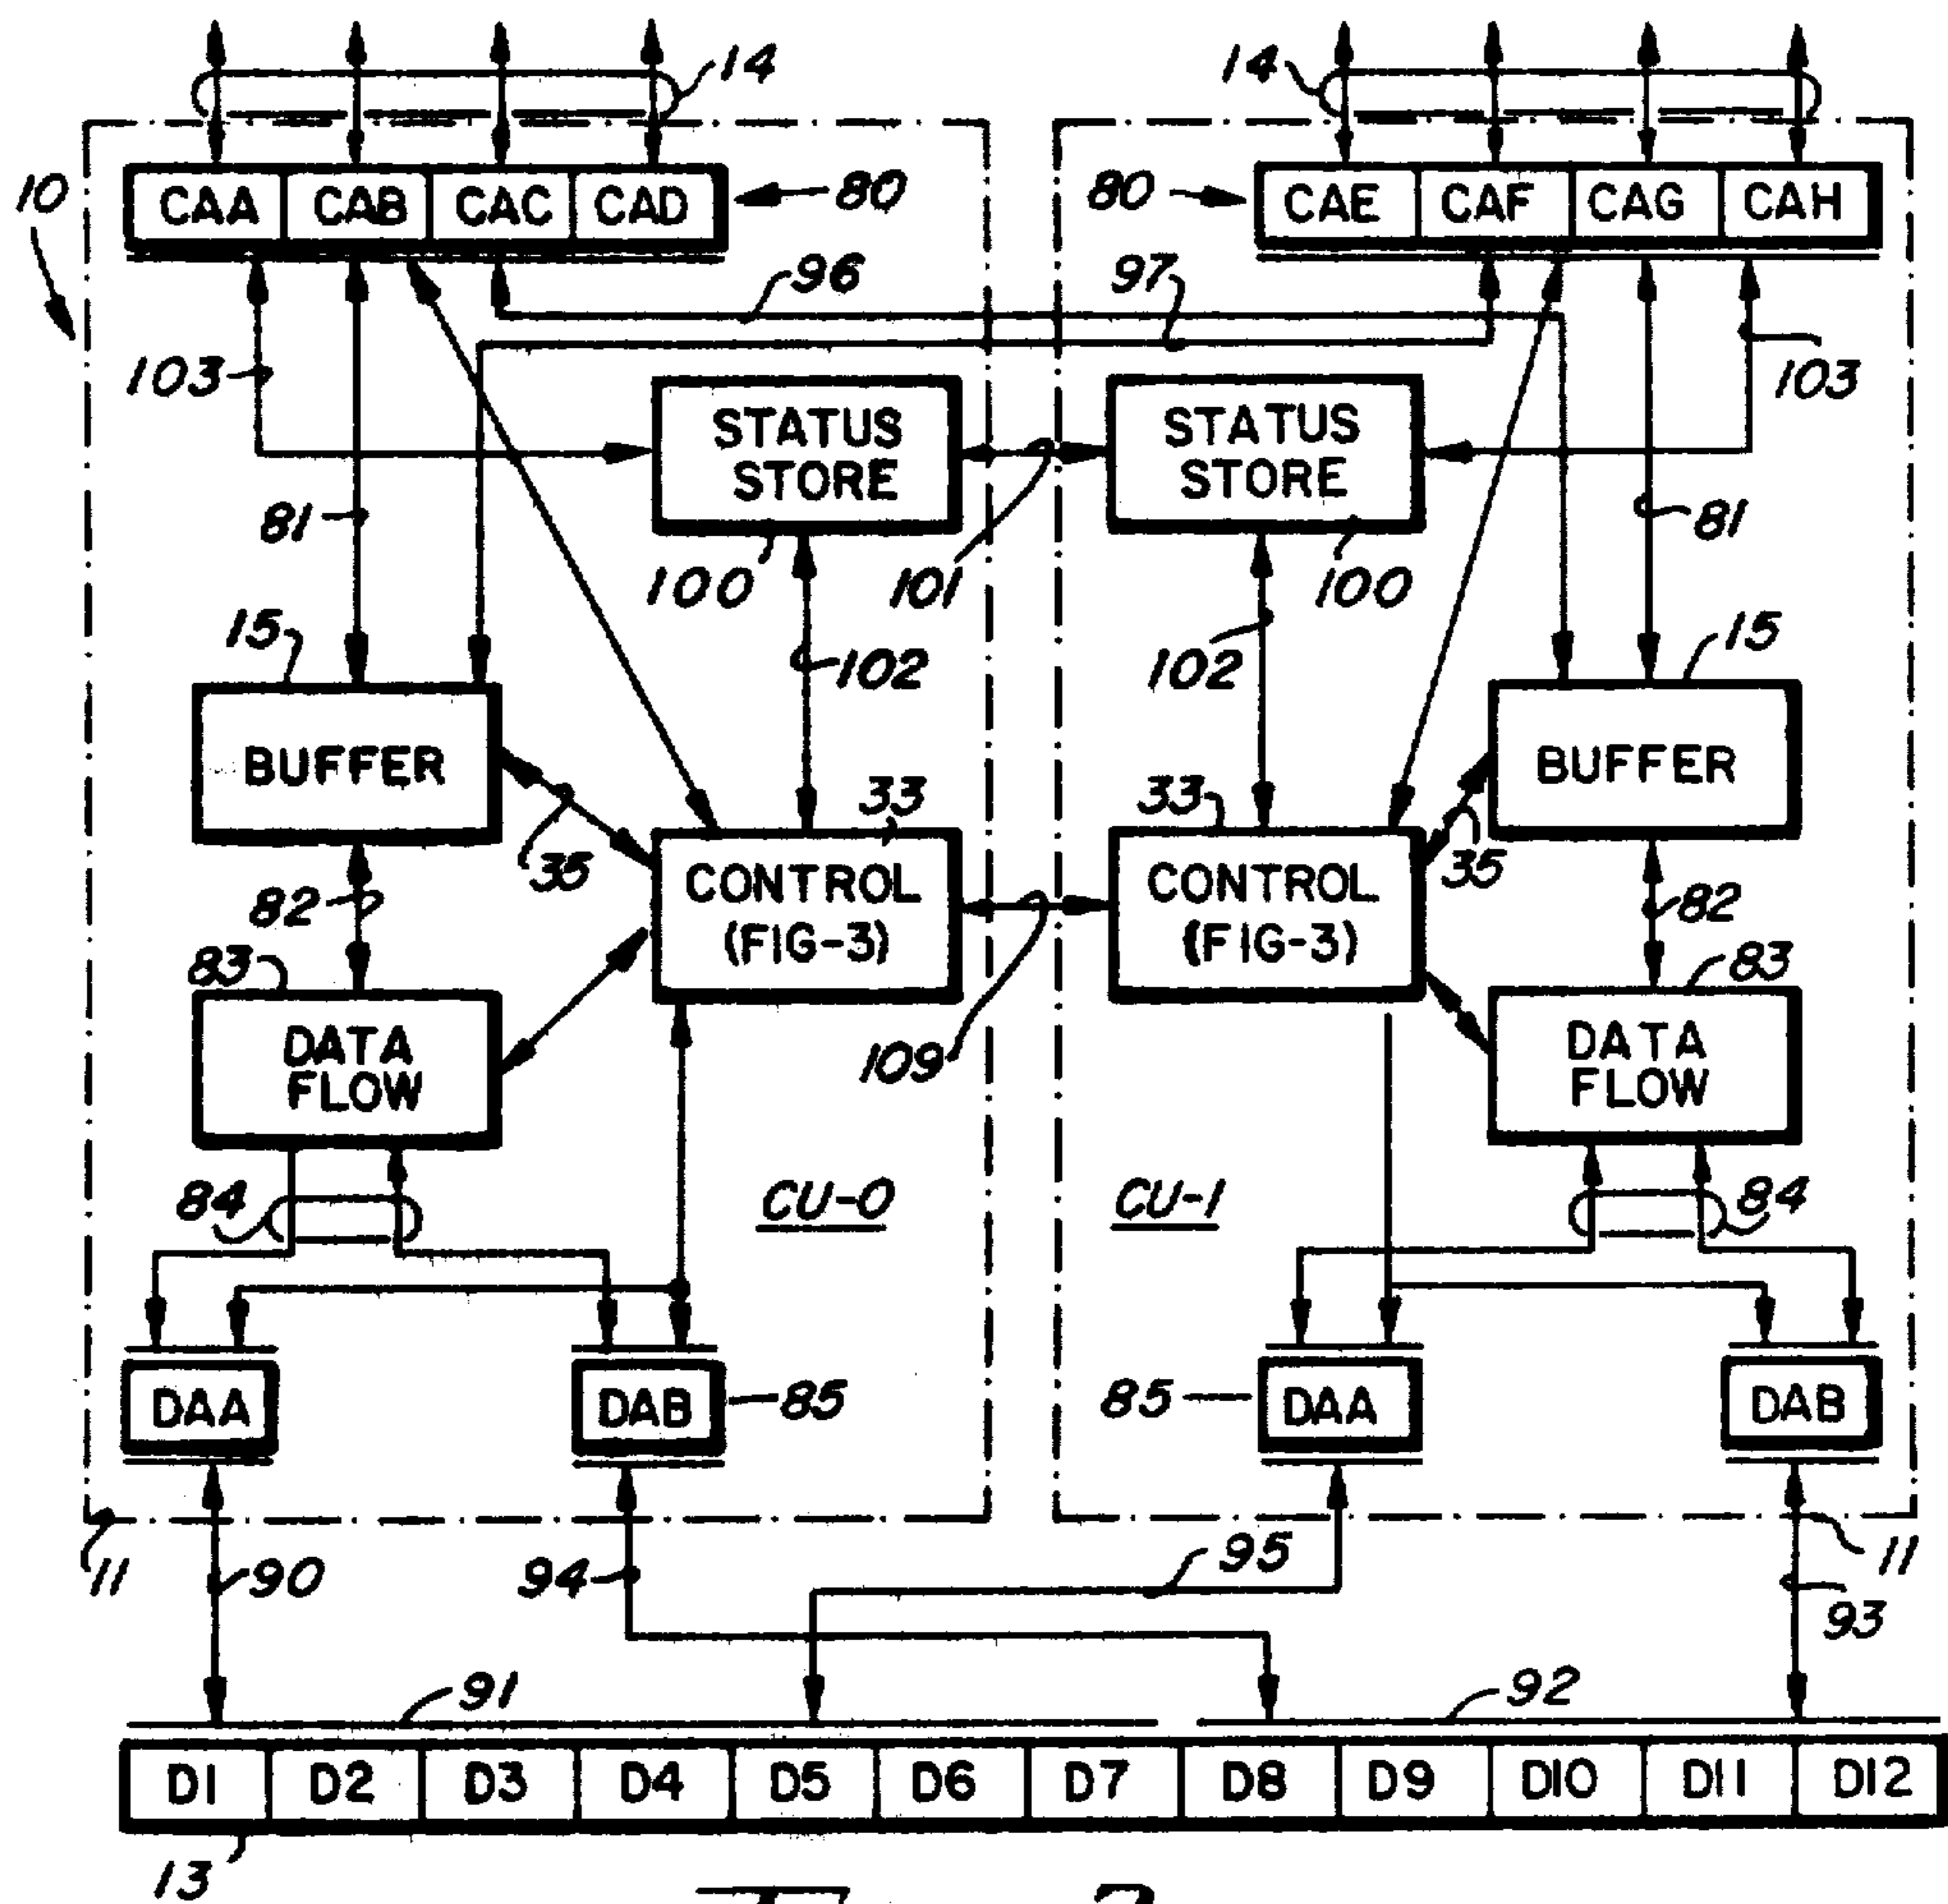 14 14
10
CAA CAB CAC CAD 80 80 CAE CAF CAG CAH
96 97
103 103
STATUS STORE STATUS STORE
81 81
100 101 100
15 102 102 15
BUFFER BUFFER
33 33
35 35
CONTROL (FIG-3) CONTROL (FIG-3)
82 82
83 83
109
DATA FLOW DATA FLOW
84 CU-0 CU-1 84
DAA DAB 85 85 DAA DAB
11 90 94 95 11
93
91 92
D1 D2 D3 D4 D5 D6 D7 D8 D9 D10 D11 D12
13